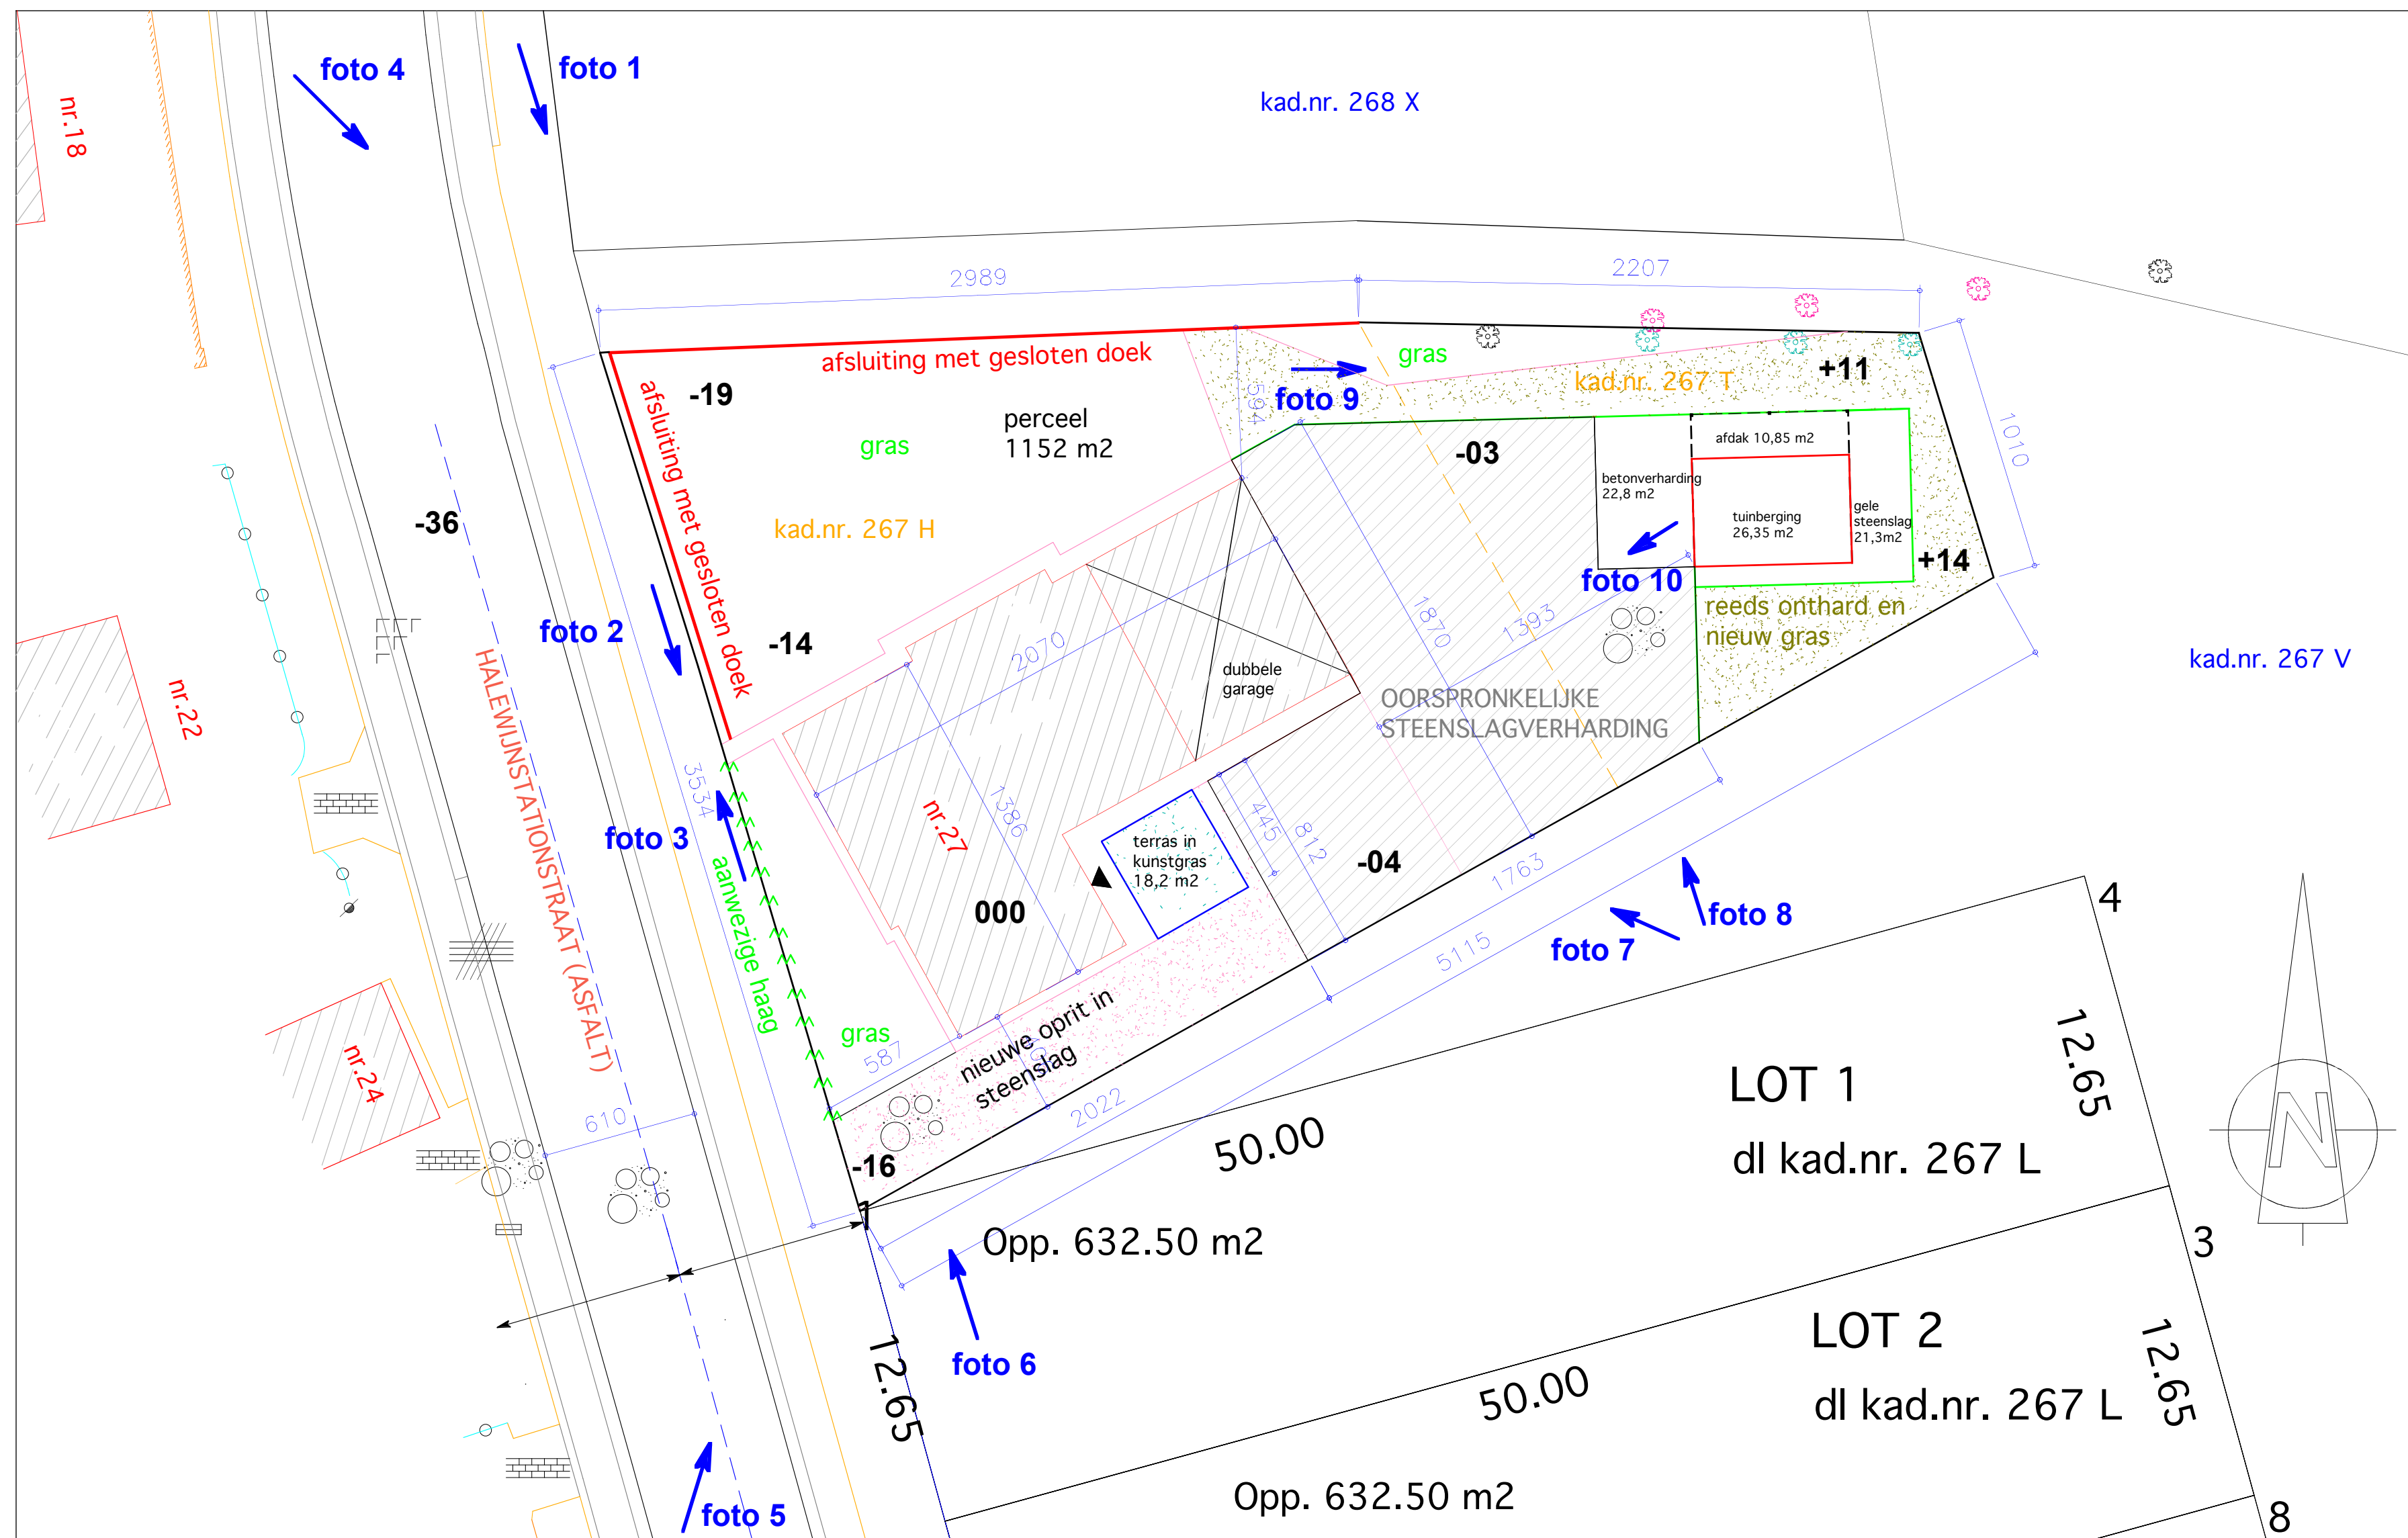 foto 4
foto 1
nr.18
kad.nr. 268 X
2989
2207
afsluiting met gesloten doek
gras
-19
perceel
1152 m2
gras
594
foto 9
kad.nr. 267 T
+11
1010
-03
afdak 10,85 m2
betonverharding
22,8 m2
tuinberging
26,35 m2
gele
steenslag
21,3m2
+14
afsluiting met gesloten doek
kad.nr. 267 H
-36
foto 2
-14
foto 10
reeds onthard en
nieuw gras
kad.nr. 267 V
2070
dubbele
garage
1870
1393
OORSPRONKELIJKE
STEENSLAGVERHARDING
nr.22
HALEWIJNSTATIONSTRAAT (ASFALT)
3534
foto 3
nr.27
1386
terras in
kunstgras
18,2 m2
445
812
-04
1763
000
aanwezige haag
foto 8
foto 7
5115
4
gras
587
nieuwe oprit in
steenslag
2022
nr.24
610
-16
1
50.00
LOT 1
dl kad.nr. 267 L
12.65
N
Opp. 632.50 m2
3
foto 6
12.65
LOT 2
dl kad.nr. 267 L
12.65
50.00
Opp. 632.50 m2
foto 5
8